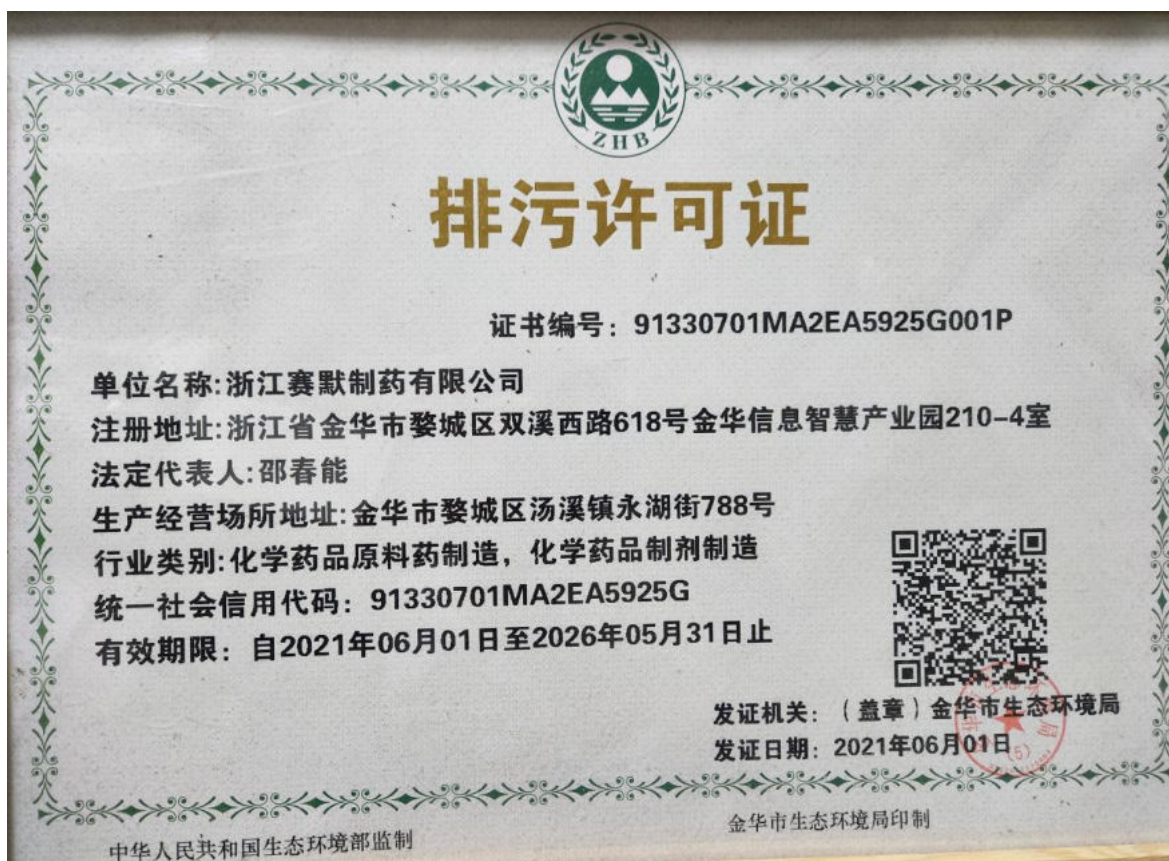 ZHB
排污许可证
证书编号：91330701MA2EA5925G001P
单位名称:浙江赛默制药有限公司
注册地址:浙江省金华市婺城区双溪西路618号金华信息智慧产业园210-4室
法定代表人:邵春能
生产经营场所地址:金华市婺城区汤溪镇永湖街788号
行业类别:化学药品原料药制造，化学药品制剂制造
统一社会信用代码：91330701MA2EA5925G
有效期限：自2021年06月01日至2026年05月31日止
发证机关：（盖章）金华市生态环境局
发证日期：2021年06月01日
中华人民共和国生态环境部监制
金华市生态环境局印制